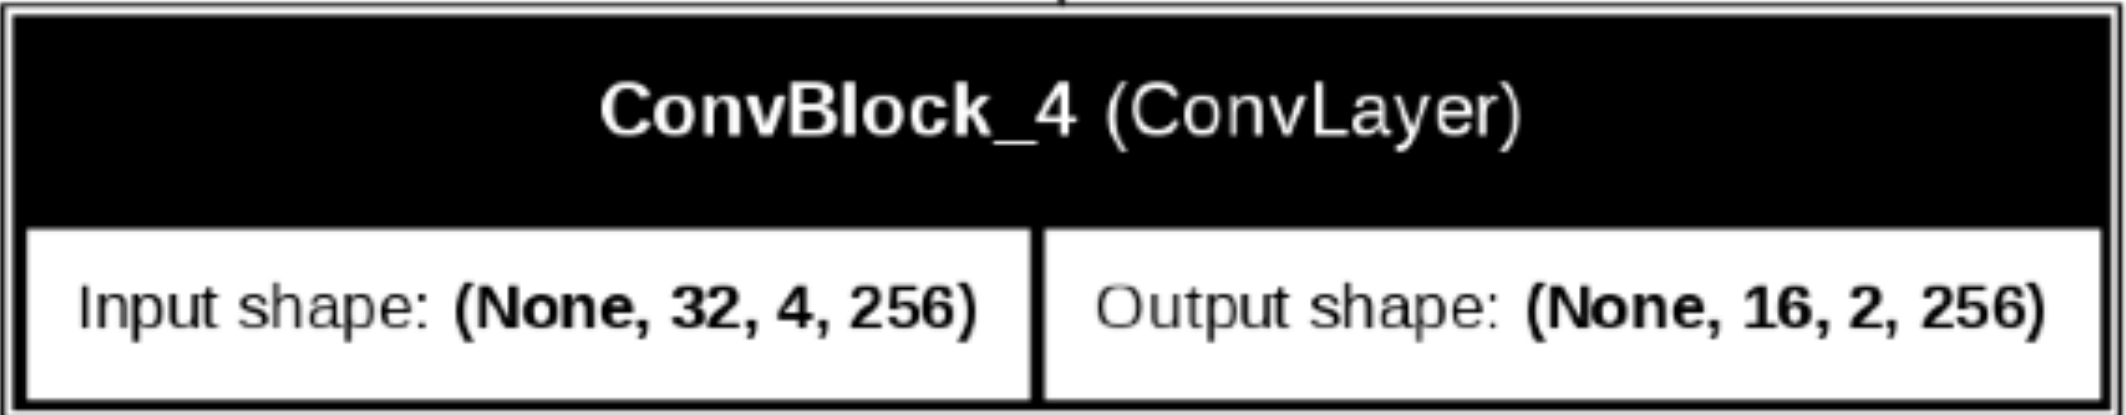 ConvBlock_4 (ConvLayer)
Input shape: (None, 32, 4, 256)
Output shape: (None, 16, 2, 256)